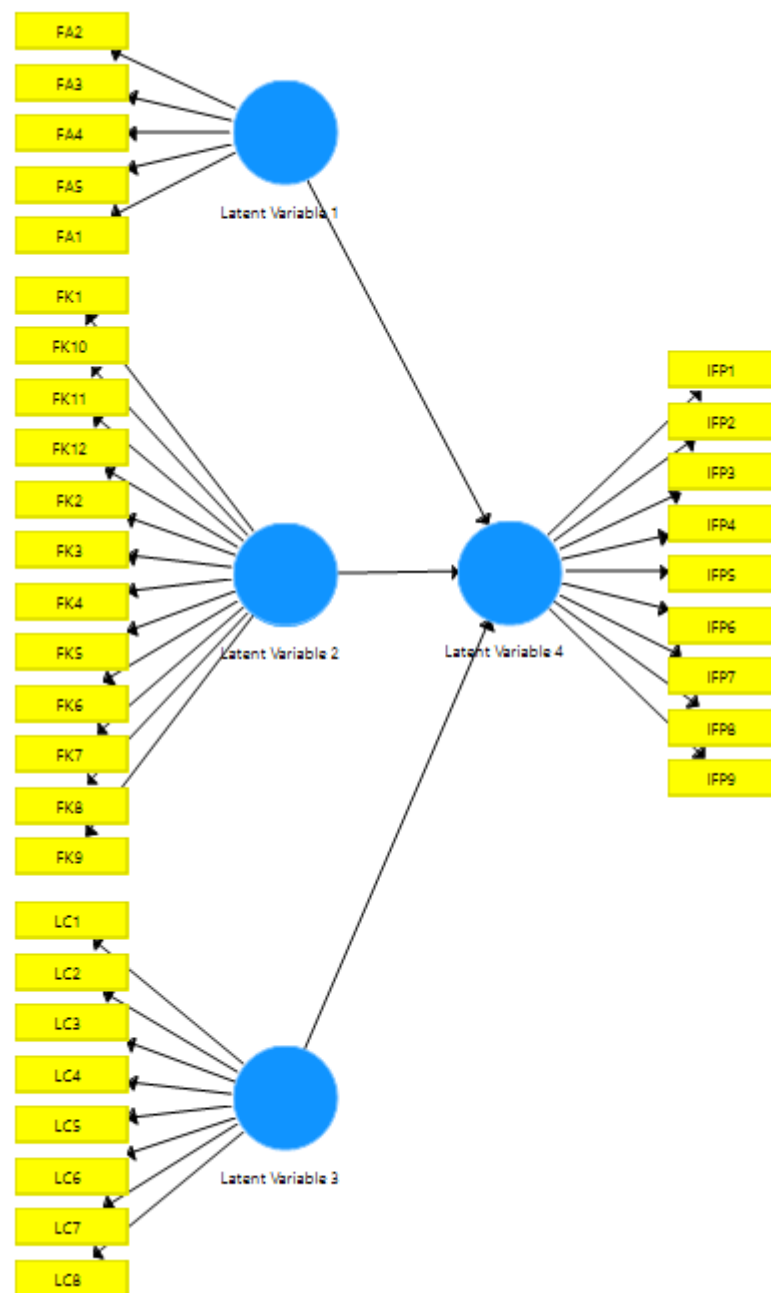 FA2
FA3
FA4
FA5
FA1
Latent Variable 1
FK1
FK10
FK11
FK12
FK2
FK3
FK4
FK5
FK6
FK7
FK8
FK9
Latent Variable 2
LC1
LC2
LC3
LC4
LC5
LC6
LC7
LC8
Latent Variable 3
Latent Variable 4
IFP1
IFP2
IFP3
IFP4
IFP5
IFP6
IFP7
IFP8
IFP9